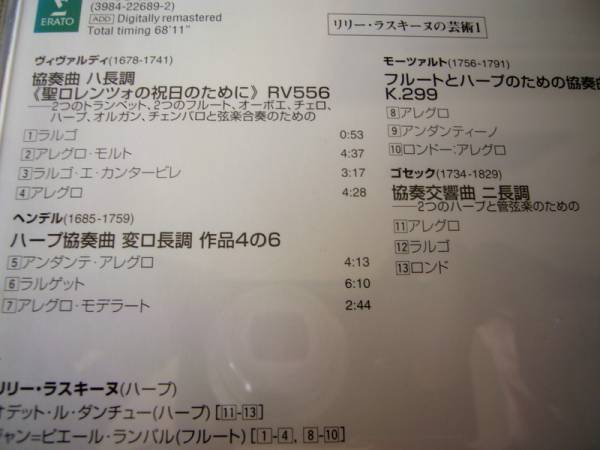 ERATO
(3984-22689-2)
ADD Digitally remastered
Total timing 68'11"
リリー・ラスキーヌの芸術1
ヴィヴァルディ(1678-1741)
協奏曲 ハ長調
《聖ロレンツォの祝日のために》RV556
──2つのトランペット、2つのフルート、オーボエ、チェロ、
ハープ、オルガン、チェンバロと弦楽合奏のための
1 ラルゴ 0:53
2 アレグロ・モルト 4:37
3 ラルゴ・エ・カンタービレ 3:17
4 アレグロ 4:28
ヘンデル(1685-1759)
ハープ協奏曲 変ロ長調 作品4の6
5 アンダンテ・アレグロ 4:13
6 ラルゲット 6:10
7 アレグロ・モデラート 2:44
モーツァルト(1756-1791)
フルートとハープのための協奏曲
K.299
8 アレグロ
9 アンダンティーノ
10 ロンドー:アレグロ
ゴセック(1734-1829)
協奏交響曲 ニ長調
──2つのハープと管弦楽のための
11 アレグロ
12 ラルゴ
13 ロンド
リリー・ラスキーヌ(ハープ)
オデット・ル・ダンチュー(ハープ)[11-13]
ジャン=ピエール・ランパル(フルート)[1-4, 8-10]